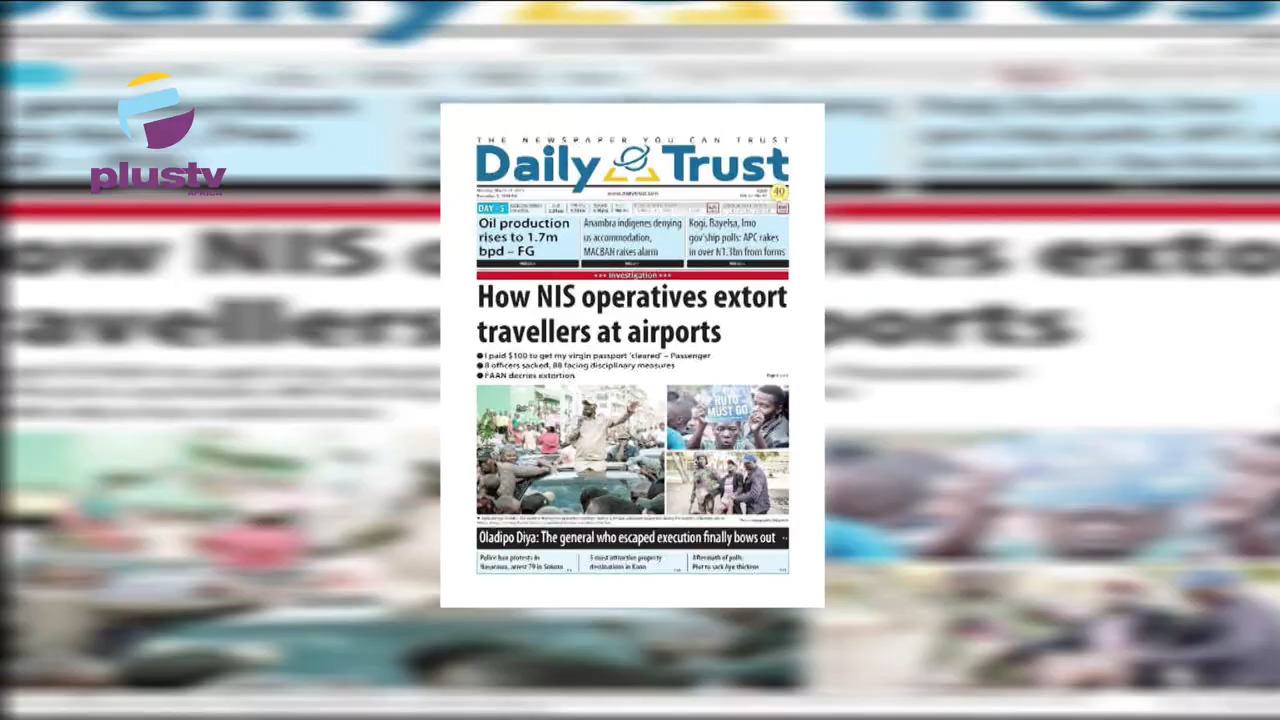 plustv
AFRICA
THE NEWSPAPER YOU CAN TRUST
Daily Trust
40
DAY - 5
Oil production
rises to 1.7m
bpd – FG
Anambra indigenes denying
us accommodation,
MACBAN raises alarm
Kogi, Bayelsa, Imo
gov'ship polls: APC rakes
in over N1.3bn from forms
Investigation
How NIS operatives extort
travellers at airports
I paid $100 to get my virgin passport 'cleared' – Passenger
8 officers sacked, 88 facing disciplinary measures
FAAN decries extortion
RUTO
MUST GO
Oladipo Diya: The general who escaped execution finally bows out
Police ban protests in
Nasarawa, arrest 79 in Sokoto
5 most attractive property
destinations in Kano
Aftermath of polls:
Plot to sack Ayu thickens